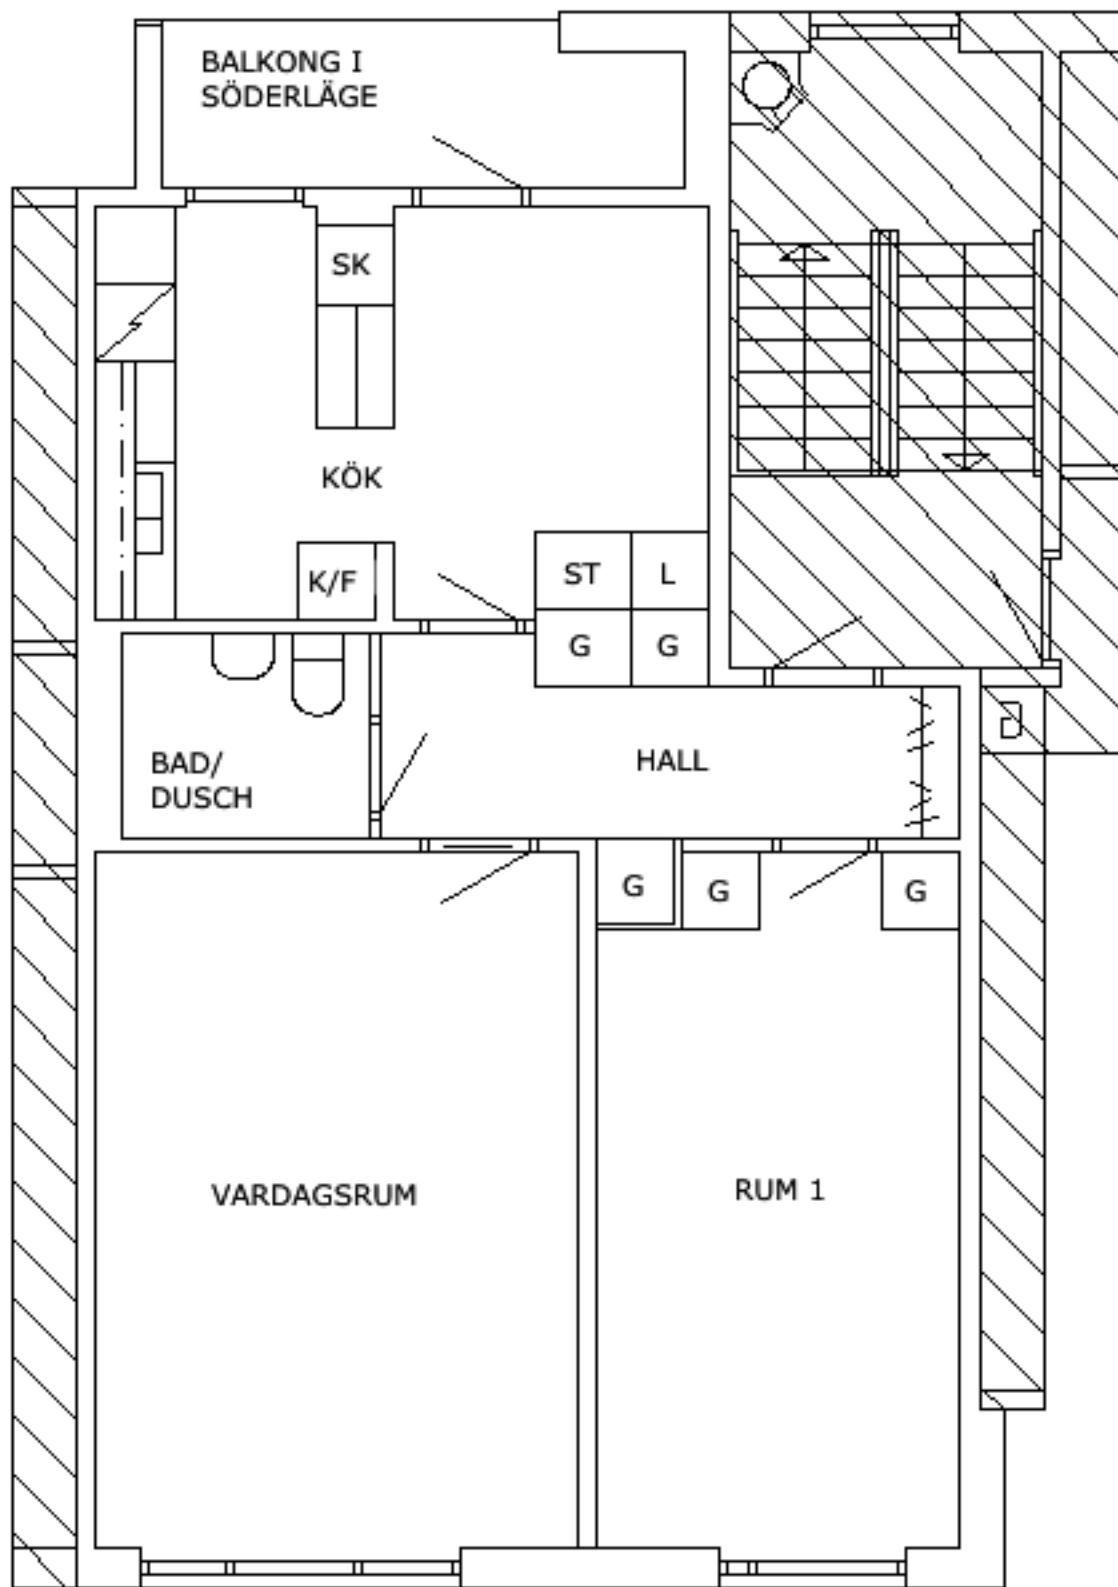 BALKONG I
SÖDERLÄGE
SK
KÖK
K/F
ST L
G G
BAD/
DUSCH
HALL
G G G
VARDAGSRUM
RUM 1